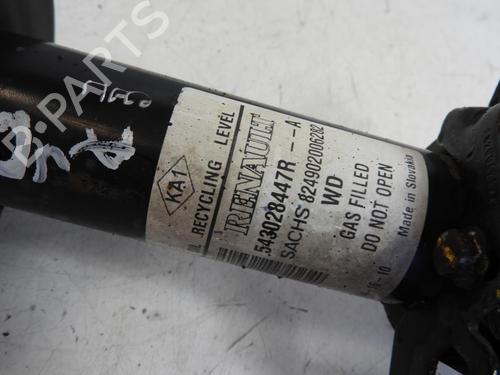 KA1
RECYCLING LEVEL
RENAULT
543028447R -- A
SACHS 824902006282
WD
GAS FILLED
DO NOT OPEN
Made in Slovakia
B-PARTS